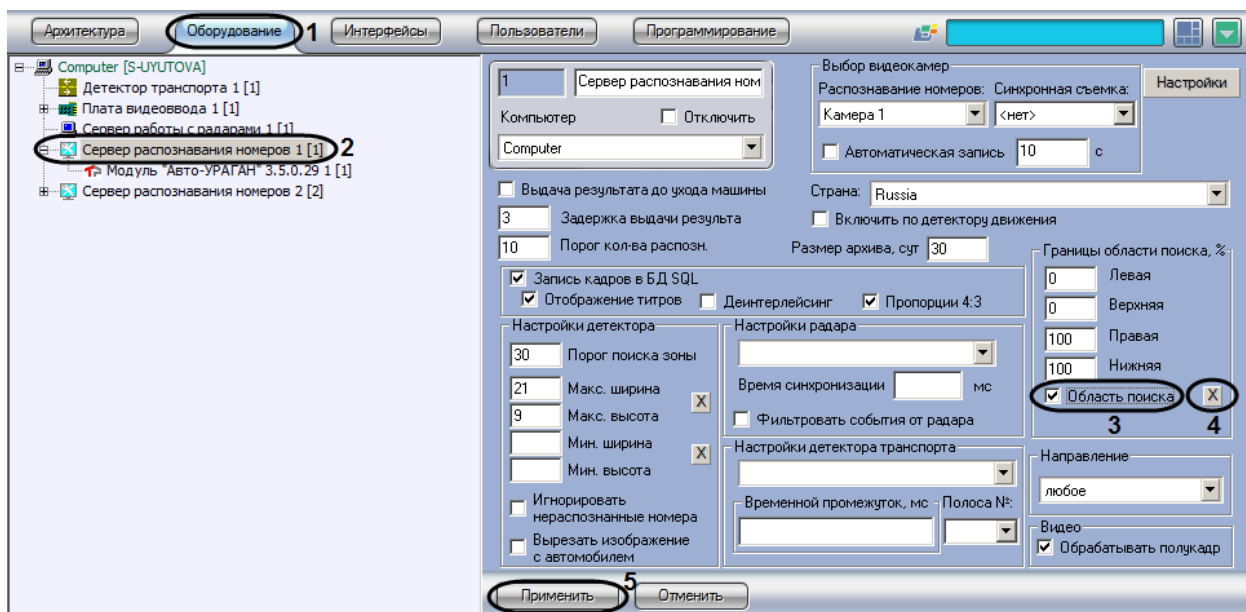 Архитектура Оборудование 1 Интерфейсы Пользователи Программирование
Computer [S-UYUTOVA]
Детектор транспорта 1 [1]
Плата видеоввода 1 [1]
Сервер работы с радарами 1 [1]
Сервер распознавания номеров 1 [1] 2
Модуль "Авто-УРАГАН" 3.5.0.29 1 [1]
Сервер распознавания номеров 2 [2]
1 Сервер распознавания ном
Компьютер Отключить
Computer
Выбор видеокамер
Распознавание номеров: Синхронная съемка:
Камера 1 <нет>
Автоматическая запись 10 с
Настройки
Выдача результата до ухода машины
3 Задержка выдачи результа
10 Порог кол-ва распозн.
Страна: Russia
Включить по детектору движения
Размер архива, сут 30
Запись кадров в БД SQL
Отображение титров Деинтерлейсинг Пропорции 4:3
Границы области поиска, %
0 Левая
0 Верхняя
100 Правая
100 Нижняя
Область поиска X
3 4
Настройки детектора
30 Порог поиска зоны
21 Макс. ширина
X
9 Макс. высота
Мин. ширина
X
Мин. высота
Игнорировать
нераспознанные номера
Вырезать изображение
с автомобилем
Настройки радара
Время синхронизации мс
Фильтровать события от радара
Настройки детектора транспорта
Временной промежуток, мс Полоса №:
Направление
любое
Видео
Обрабатывать полукадр
Применить 5 Отменить